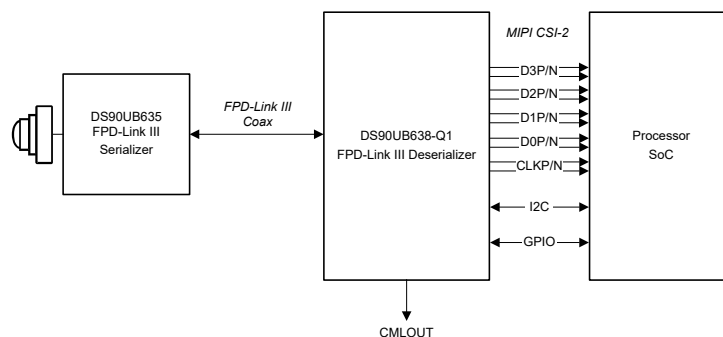 MIPI CSI-2
DS90UB635
FPD-Link III
Serializer
FPD-Link III
Coax
DS90UB638-Q1
FPD-Link III Deserializer
D3P/N
D2P/N
D1P/N
D0P/N
CLKP/N
I2C
GPIO
Processor
SoC
CMLOUT